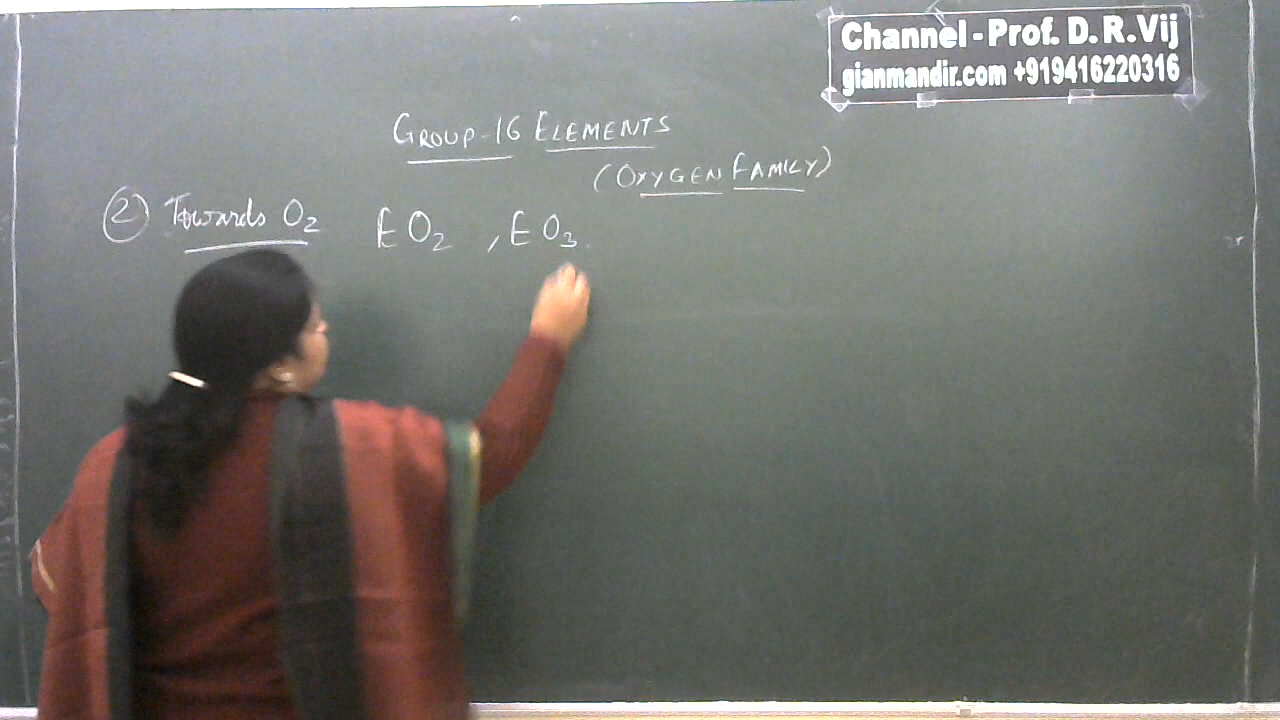 Channel - Prof. D. R. Vij
gianmandir.com +919416220316
GROUP-16 ELEMENTS
(OXYGEN FAMILY)
② Towards O₂ EO₂ , EO₃